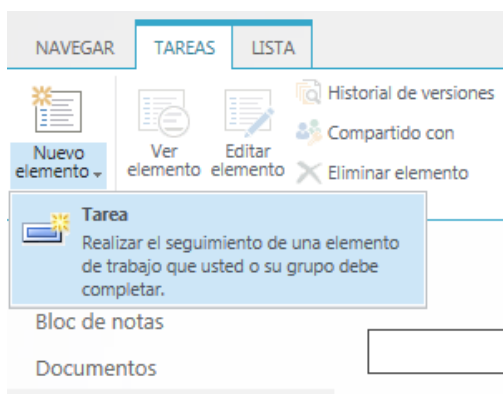 NAVEGAR TAREAS LISTA
Nuevo elemento
Ver elemento
Editar elemento
Historial de versiones
Compartido con
Eliminar elemento
Tarea
Realizar el seguimiento de una elemento
de trabajo que usted o su grupo debe
completar.
Bloc de notas
Documentos